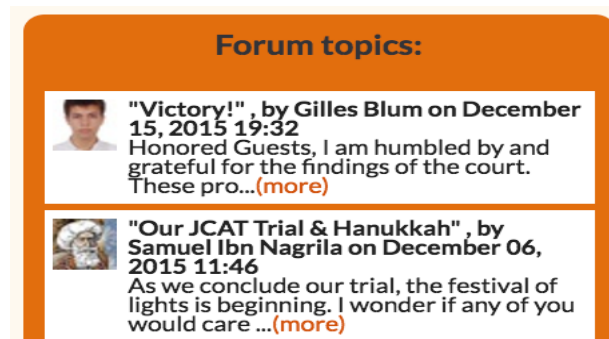 Forum topics:
"Victory!" , by Gilles Blum on December
15, 2015 19:32
Honored Guests, I am humbled by and
grateful for the findings of the court.
These pro...(more)
"Our JCAT Trial & Hanukkah" , by
Samuel Ibn Nagrila on December 06,
2015 11:46
As we conclude our trial, the festival of
lights is beginning. I wonder if any of you
would care ...(more)